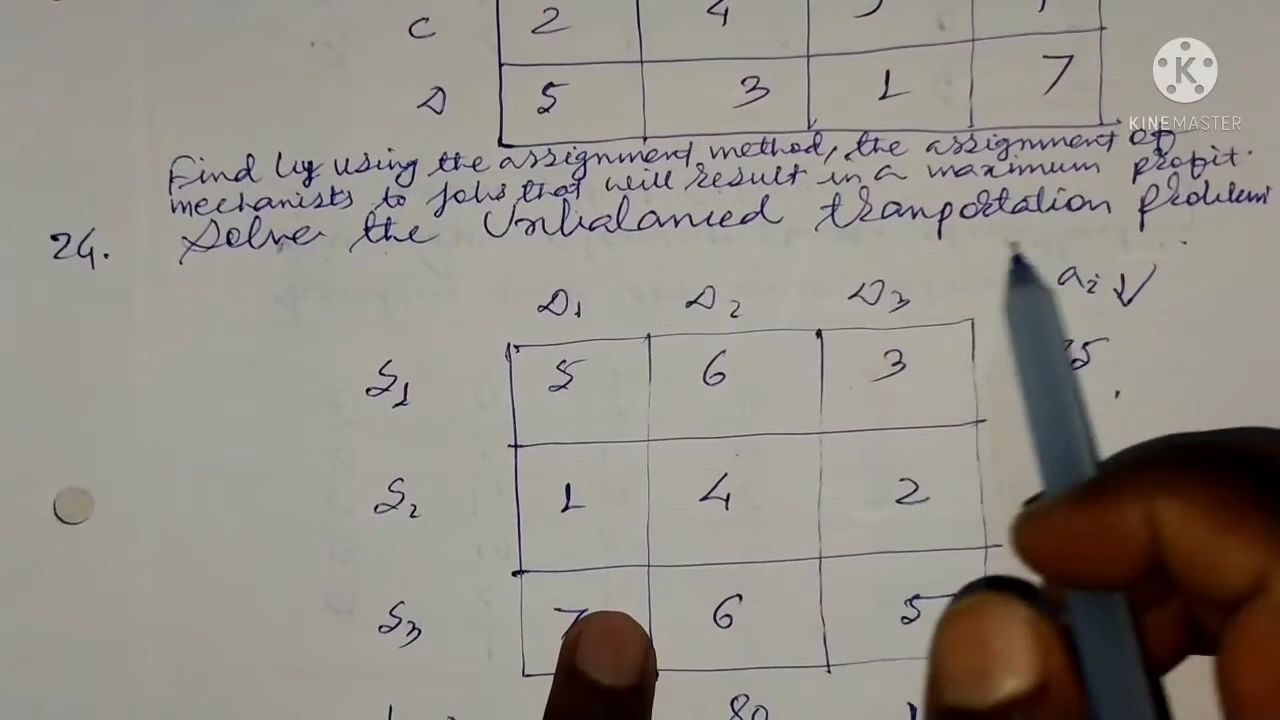 C 2 4
D 5 3 1 7
KINEMASTER
Find by using the assignment method, the assignment of
mechanists to jobs that will result in a maximum profit.
24. Solve the Unbalanced tranportation problem
D1 D2 D3 ai ↓
S1 5 6 3
S2 1 4 2
S3 7 6 5
80